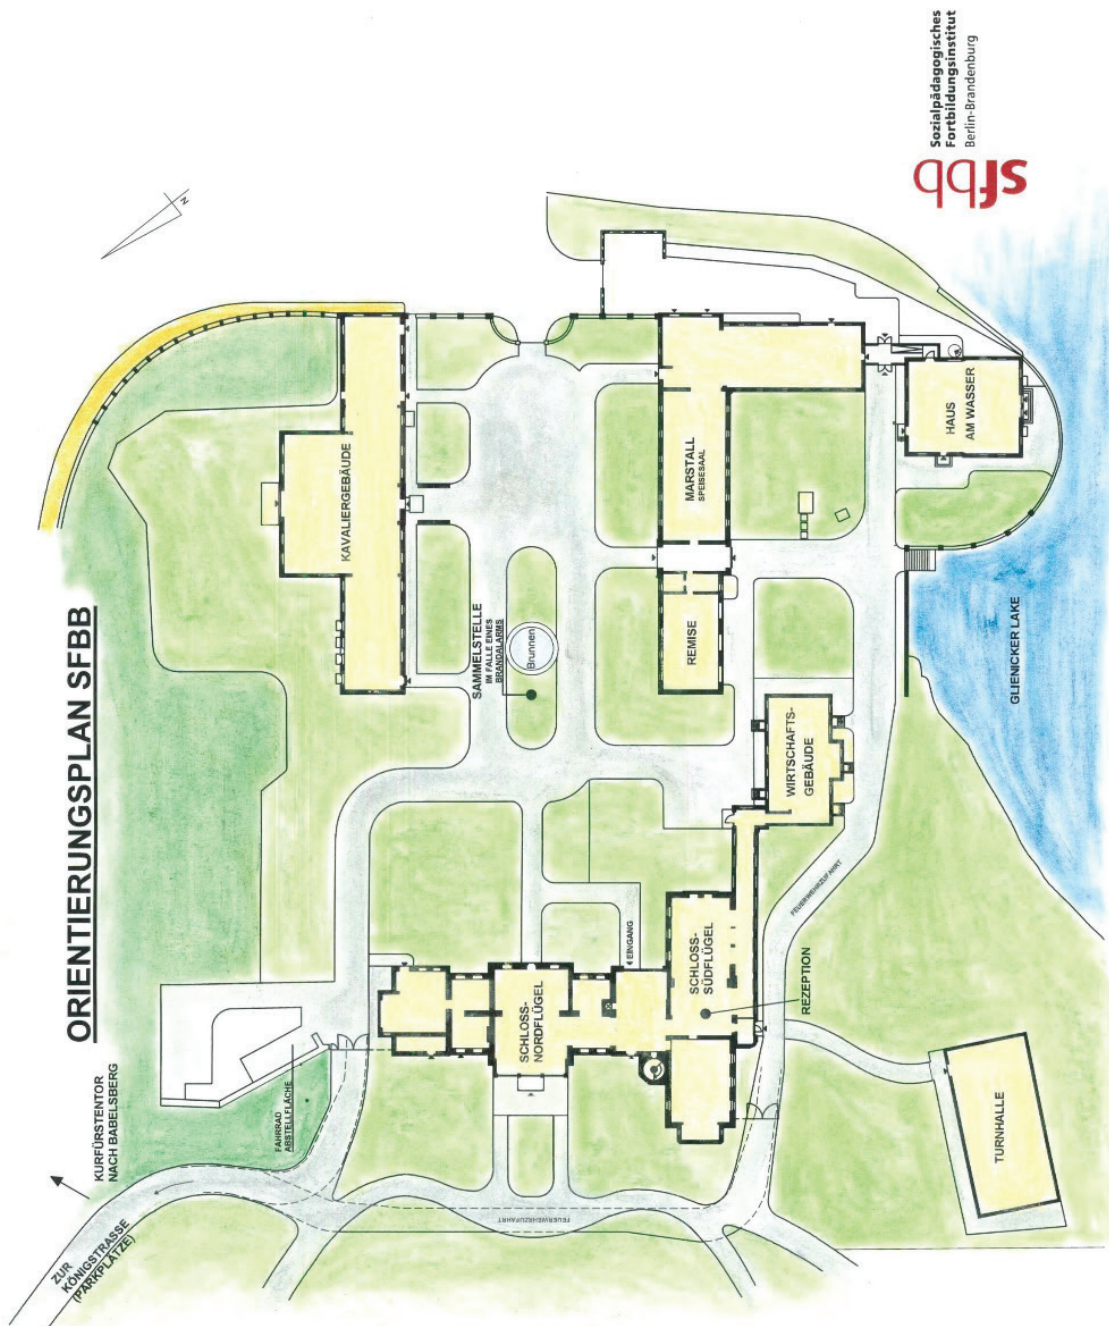 ORIENTIERUNGSPLAN SFBB
sfbb
Sozialpädagogisches
Fortbildungsinstitut
Berlin-Brandenburg
N
KURFÜRSTENTOR
NACH BABELSBERG
ZUR
KÖNIGSTRASSE
(PARKPLÄTZE)
FAHRRAD
ABSTELLFLÄCHE
KAVALIERGEBÄUDE
SAMMELSTELLE
IM FALLE EINES
BRANDALARMS
Brunnen
MARSTALL
SPEISESAAL
REMISE
HAUS
AM WASSER
WIRTSCHAFTS-
GEBÄUDE
GLIENICKER LAKE
SCHLOSS-
NORDFLÜGEL
EINGANG
SCHLOSS-
SÜDFLÜGEL
REZEPTION
FEUERWEHRZUFAHRT
FEUERWEHRZUFAHRT
TURNHALLE